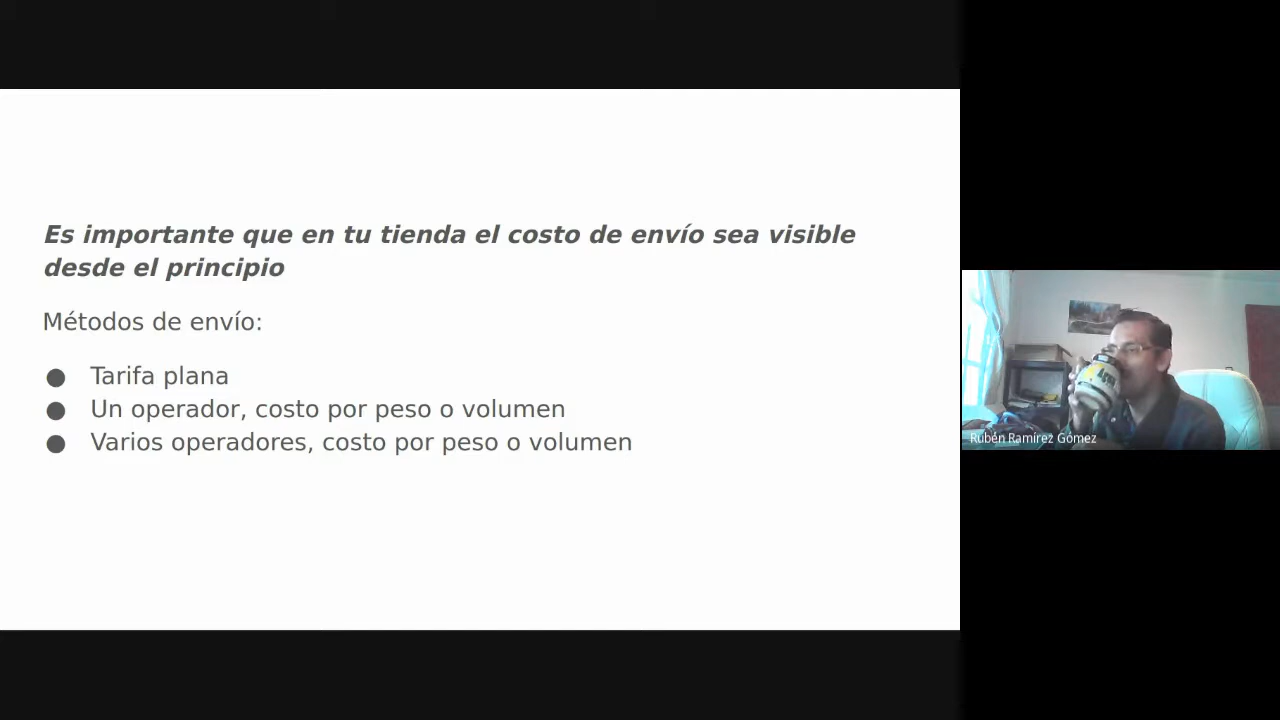 Es importante que en tu tienda el costo de envío sea visible
desde el principio
Métodos de envío:
● Tarifa plana
● Un operador, costo por peso o volumen
● Varios operadores, costo por peso o volumen
Rubén Ramírez Gómez